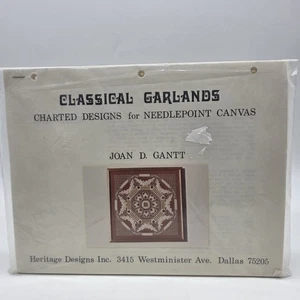 CLASSICAL GARLANDS
CHARTED DESIGNS for NEEDLEPOINT CANVAS
JOAN D. GANTT
Heritage Designs Inc. 3415 Westminister Ave. Dallas 75205